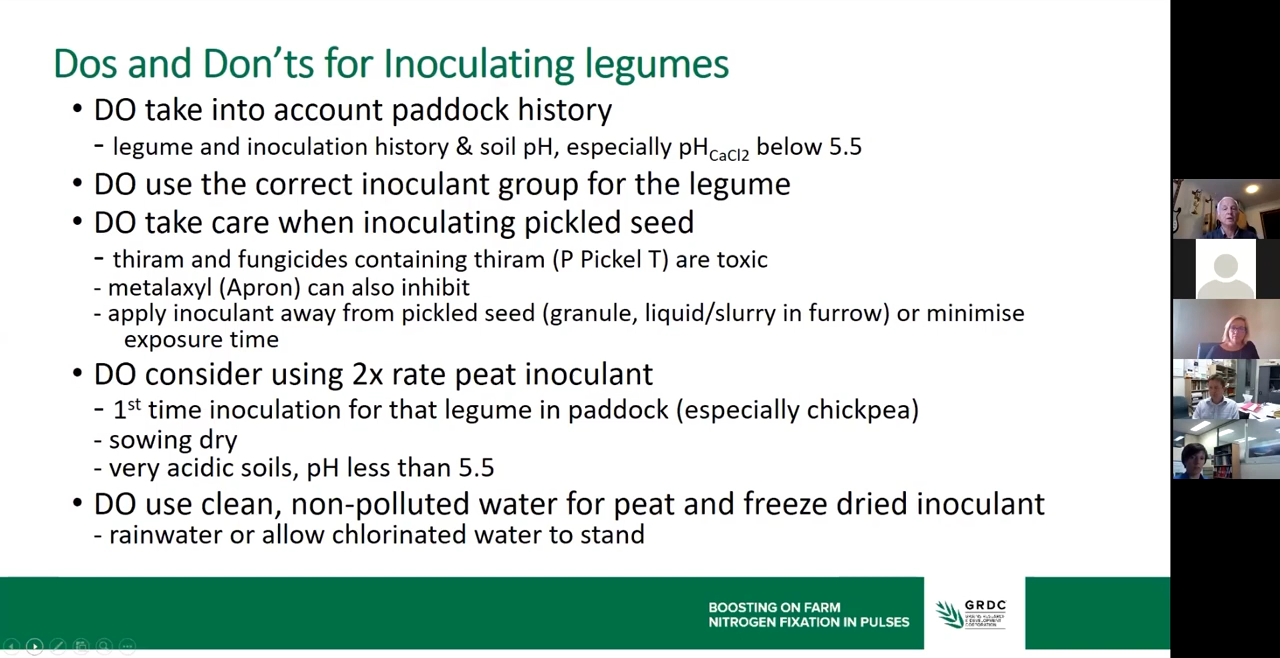 Dos and Don'ts for Inoculating legumes
• DO take into account paddock history
- legume and inoculation history & soil pH, especially pHCaCl2 below 5.5
• DO use the correct inoculant group for the legume
• DO take care when inoculating pickled seed
- thiram and fungicides containing thiram (P Pickel T) are toxic
- metalaxyl (Apron) can also inhibit
- apply inoculant away from pickled seed (granule, liquid/slurry in furrow) or minimise
exposure time
• DO consider using 2x rate peat inoculant
- 1st time inoculation for that legume in paddock (especially chickpea)
- sowing dry
- very acidic soils, pH less than 5.5
• DO use clean, non-polluted water for peat and freeze dried inoculant
- rainwater or allow chlorinated water to stand
BOOSTING ON FARM
NITROGEN FIXATION IN PULSES
GRDC
GRAINS RESEARCH
& DEVELOPMENT
CORPORATION